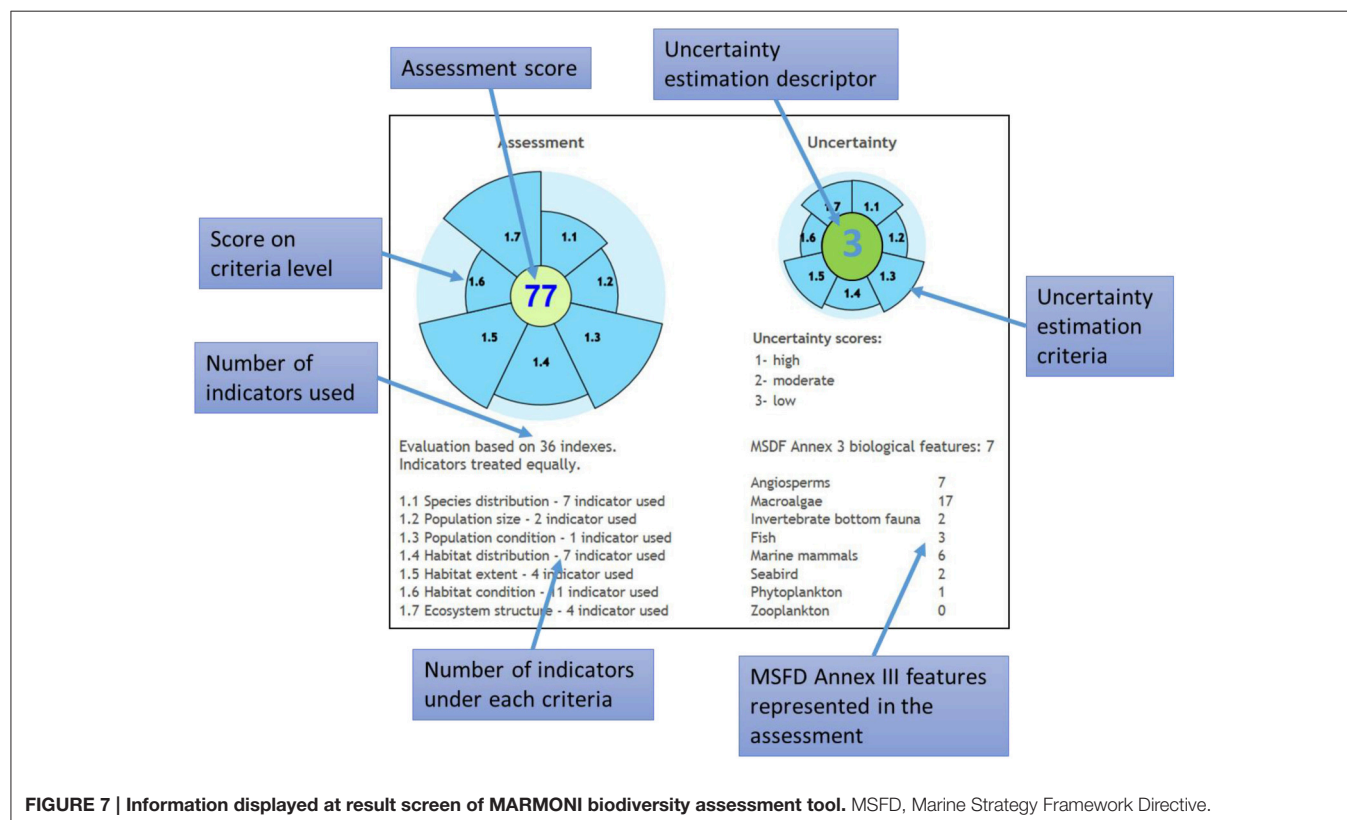 Assessment score
Uncertainty
estimation descriptor
Assessment
Uncertainty
1.7
1.1
1.6
1.2
77
1.5
1.3
1.4
1.7
1.1
1.6
1.2
3
1.5
1.3
1.4
Score on
criteria level
Number of
indicators used
Uncertainty
estimation
criteria
Uncertainty scores:
1- high
2- moderate
3- low
Evaluation based on 36 indexes.
Indicators treated equally.
1.1 Species distribution - 7 indicator used
1.2 Population size - 2 indicator used
1.3 Population condition - 1 indicator used
1.4 Habitat distribution - 7 indicator used
1.5 Habitat extent - 4 indicator used
1.6 Habitat condition - 11 indicator used
1.7 Ecosystem structure - 4 indicator used
MSDF Annex 3 biological features: 7
Angiosperms 7
Macroalgae 17
Invertebrate bottom fauna 2
Fish 3
Marine mammals 6
Seabird 2
Phytoplankton 1
Zooplankton 0
Number of indicators
under each criteria
MSFD Annex III features
represented in the
assessment
FIGURE 7 | Information displayed at result screen of MARMONI biodiversity assessment tool. MSFD, Marine Strategy Framework Directive.